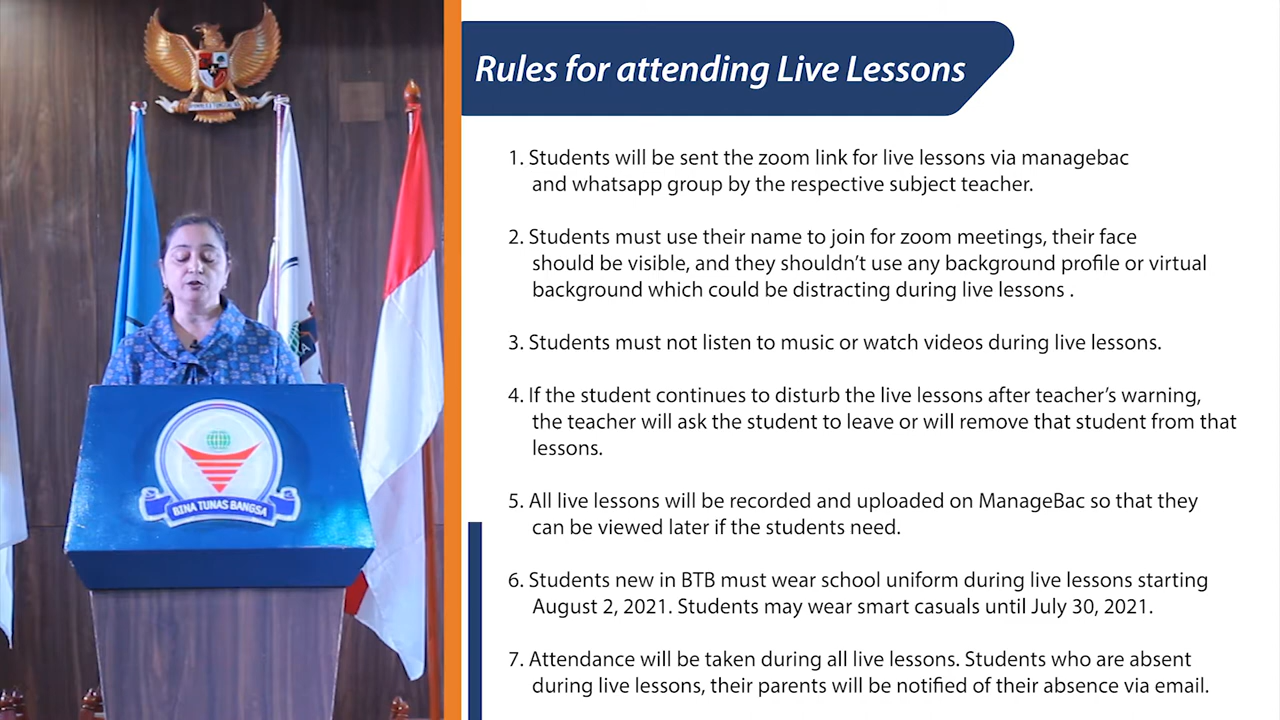 Rules for attending Live Lessons
1. Students will be sent the zoom link for live lessons via managebac
and whatsapp group by the respective subject teacher.
2. Students must use their name to join for zoom meetings, their face
should be visible, and they shouldn't use any background profile or virtual
background which could be distracting during live lessons .
3. Students must not listen to music or watch videos during live lessons.
4. If the student continues to disturb the live lessons after teacher's warning,
the teacher will ask the student to leave or will remove that student from that
lessons.
5. All live lessons will be recorded and uploaded on ManageBac so that they
can be viewed later if the students need.
6. Students new in BTB must wear school uniform during live lessons starting
August 2, 2021. Students may wear smart casuals until July 30, 2021.
7. Attendance will be taken during all live lessons. Students who are absent
during live lessons, their parents will be notified of their absence via email.
BINA TUNAS BANGSA